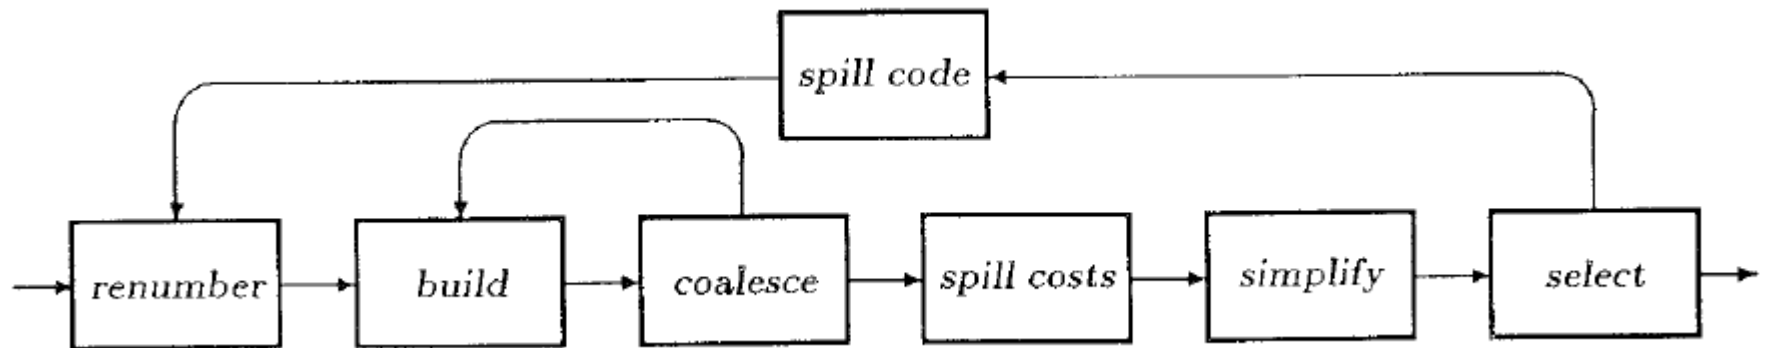 spill code
renumber
build
coalesce
spill costs
simplify
select